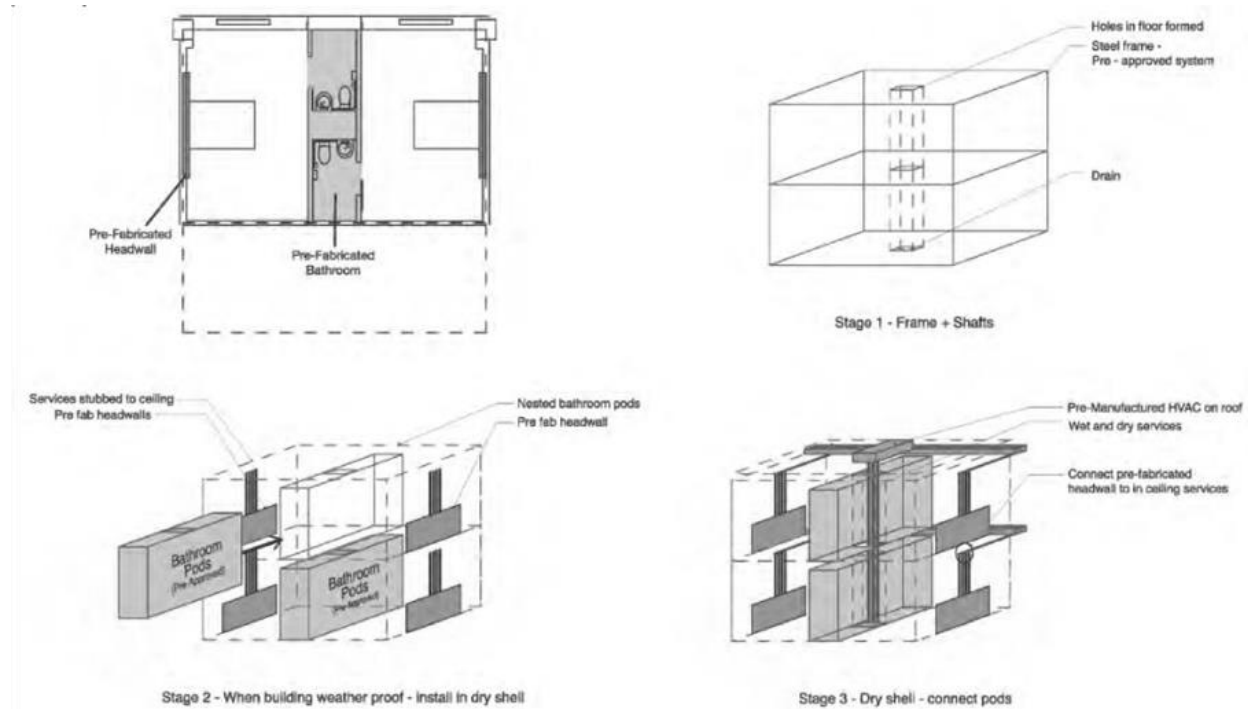 Pre-Fabricated
Headwall
Pre-Fabricated
Bathroom
Holes in floor formed
Steel frame -
Pre - approved system
Drain
Stage 1 - Frame + Shafts
Services stubbed to ceiling
Pre fab headwalls
Nested bathroom pods
Pre fab headwall
Bathroom
Pods
(Pre Approved)
Bathroom
Pods
(Pre Approved)
Stage 2 - When building weather proof - install in dry shell
Pre-Manufactured HVAC on roof
Wet and dry services
Connect pre-fabricated
headwall to in ceiling services
Stage 3 - Dry shell - connect pods